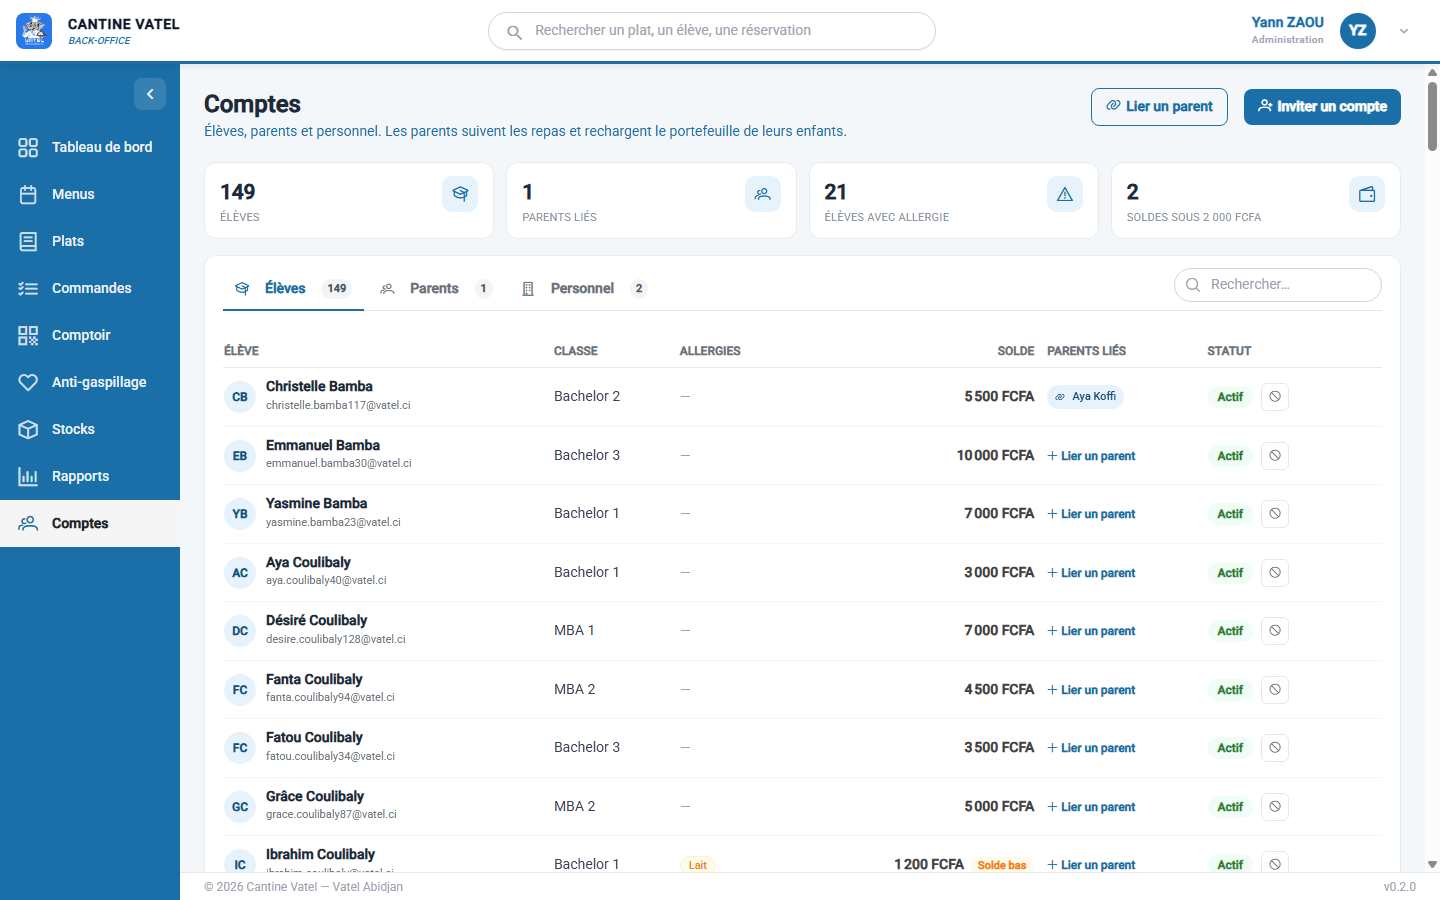 CANTINE VATEL
BACK-OFFICE
Rechercher un plat, un élève, une réservation
Yann ZAOU
Administration
YZ
Tableau de bord
Menus
Plats
Commandes
Comptoir
Anti-gaspillage
Stocks
Rapports
Comptes
Comptes
Élèves, parents et personnel. Les parents suivent les repas et rechargent le portefeuille de leurs enfants.
Lier un parent
Inviter un compte
149
ÉLÈVES
1
PARENTS LIÉS
21
ÉLÈVES AVEC ALLERGIE
2
SOLDES SOUS 2 000 FCFA
Élèves 149
Parents 1
Personnel 2
Rechercher...
ÉLÈVE CLASSE ALLERGIES SOLDE PARENTS LIÉS STATUT
CB Christelle Bamba Bachelor 2 — 5 500 FCFA Aya Koffi Actif
christelle.bamba117@vatel.ci
EB Emmanuel Bamba Bachelor 3 — 10 000 FCFA + Lier un parent Actif
emmanuel.bamba30@vatel.ci
YB Yasmine Bamba Bachelor 1 — 7 000 FCFA + Lier un parent Actif
yasmine.bamba23@vatel.ci
AC Aya Coulibaly Bachelor 1 — 3 000 FCFA + Lier un parent Actif
aya.coulibaly40@vatel.ci
DC Désiré Coulibaly MBA 1 — 7 000 FCFA + Lier un parent Actif
desire.coulibaly128@vatel.ci
FC Fanta Coulibaly MBA 2 — 4 500 FCFA + Lier un parent Actif
fanta.coulibaly94@vatel.ci
FC Fatou Coulibaly Bachelor 3 — 3 500 FCFA + Lier un parent Actif
fatou.coulibaly34@vatel.ci
GC Grâce Coulibaly MBA 2 — 5 000 FCFA + Lier un parent Actif
grace.coulibaly87@vatel.ci
IC Ibrahim Coulibaly Bachelor 1 Lait 1 200 FCFA Solde bas + Lier un parent Actif
© 2026 Cantine Vatel — Vatel Abidjan
v0.2.0